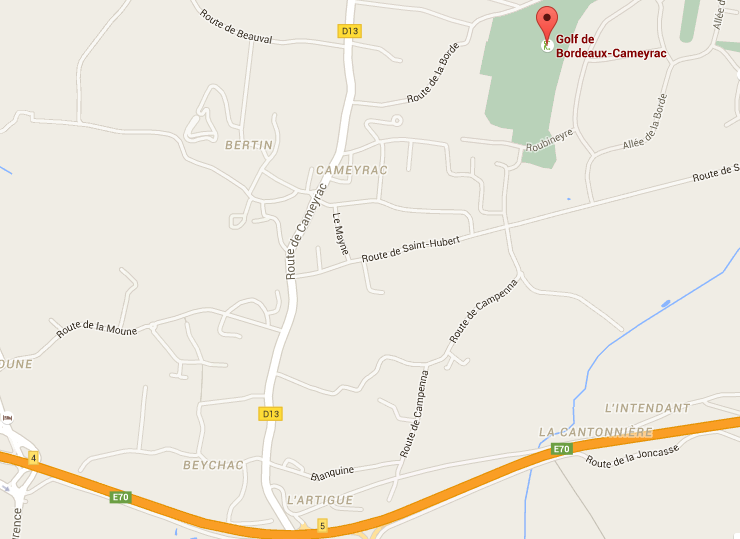 Route de Beauval
D13
Golf de
Bordeaux-Cameyrac
Allée de
Route de la Borde
Allée de la Borde
BERTIN
Roubineyre
CAMEYRAC
Route de S
Route de Cameyrac
Le Mayne
Route de Saint-Hubert
Route de Campenna
Route de la Moune
OUNE
D13
Route de Campenna
L'INTENDANT
LA CANTONNIÈRE
E70
4
BEYCHAC
Blanquine
Route de la Joncasse
E70
L'ARTIGUE
5
rence